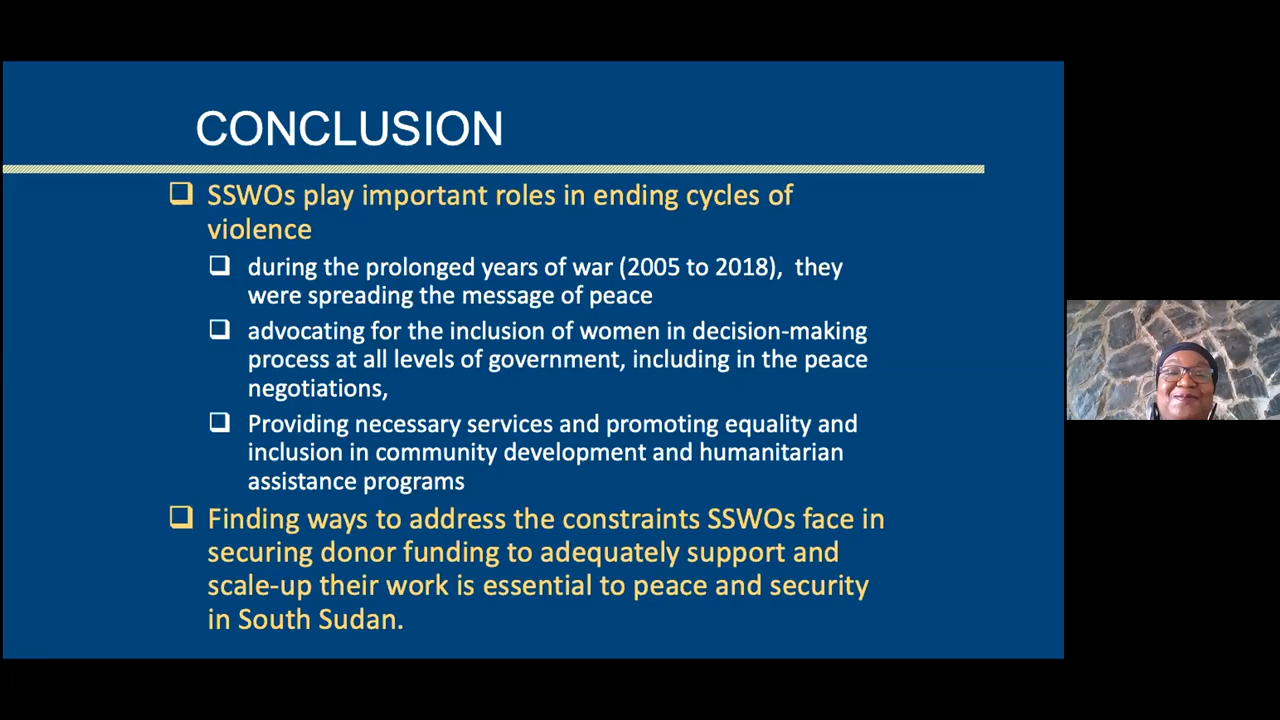 CONCLUSION
SSWOs play important roles in ending cycles of
violence
during the prolonged years of war (2005 to 2018), they
were spreading the message of peace
advocating for the inclusion of women in decision-making
process at all levels of government, including in the peace
negotiations,
Providing necessary services and promoting equality and
inclusion in community development and humanitarian
assistance programs
Finding ways to address the constraints SSWOs face in
securing donor funding to adequately support and
scale-up their work is essential to peace and security
in South Sudan.